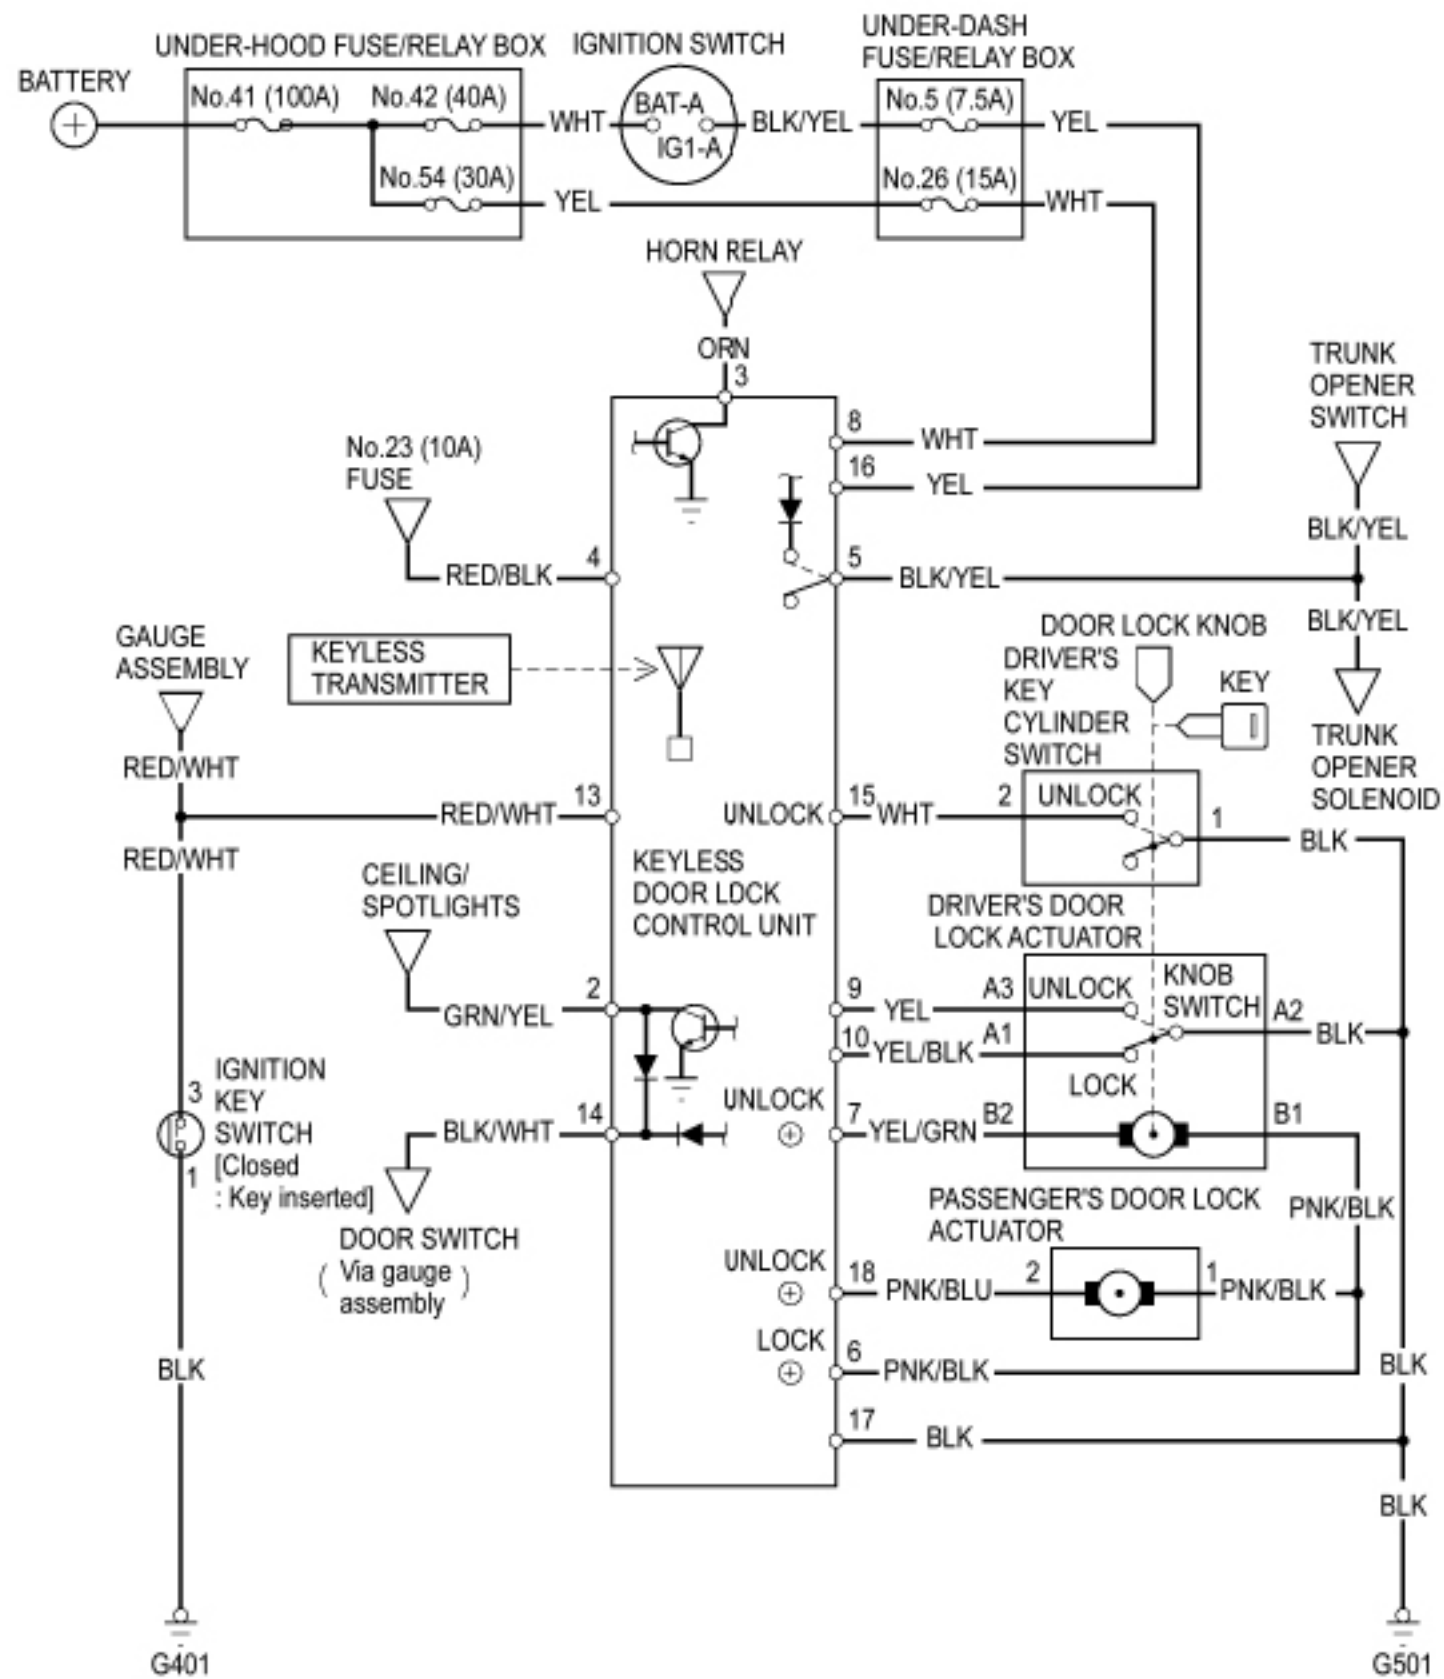 UNDER-HOOD FUSE/RELAY BOX
IGNITION SWITCH
UNDER-DASH
FUSE/RELAY BOX
BATTERY
No.41 (100A)
No.42 (40A)
WHT
BAT-A
IG1-A
BLK/YEL
No.5 (7.5A)
YEL
No.54 (30A)
YEL
No.26 (15A)
WHT
HORN RELAY
ORN
3
TRUNK
OPENER
SWITCH
8
WHT
No.23 (10A)
FUSE
16
YEL
BLK/YEL
4
RED/BLK
5
BLK/YEL
BLK/YEL
GAUGE
ASSEMBLY
KEYLESS
TRANSMITTER
DOOR LOCK KNOB
DRIVER'S
KEY
CYLINDER
SWITCH
KEY
TRUNK
OPENER
SOLENOID
RED/WHT
13
RED/WHT
UNLOCK
15
WHT
2
UNLOCK
1
BLK
RED/WHT
CEILING/
SPOTLIGHTS
KEYLESS
DOOR LDCK
CONTROL UNIT
DRIVER'S DOOR
LOCK ACTUATOR
2
GRN/YEL
9
YEL
A3
UNLOCK
KNOB
SWITCH
A2
BLK
10
YEL/BLK
A1
LOCK
IGNITION
KEY
SWITCH
[Closed
: Key inserted]
3
1
14
BLK/WHT
UNLOCK
7
YEL/GRN
B2
B1
DOOR SWITCH
( Via gauge )
assembly
PASSENGER'S DOOR LOCK
ACTUATOR
PNK/BLK
UNLOCK
18
PNK/BLU
2
1
PNK/BLK
LOCK
6
PNK/BLK
BLK
BLK
17
BLK
BLK
G401
G501